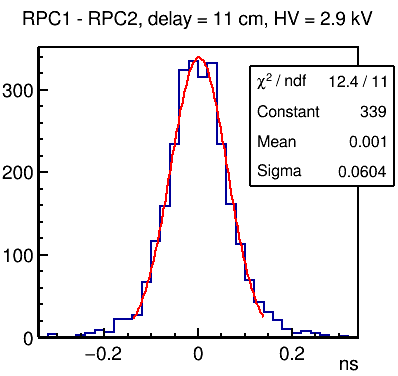 RPC1 - RPC2, delay = 11 cm, HV = 2.9 kV
χ² / ndf 12.4 / 11
Constant 339
Mean 0.001
Sigma 0.0604
300
200
100
0
−0.2 0 0.2
ns